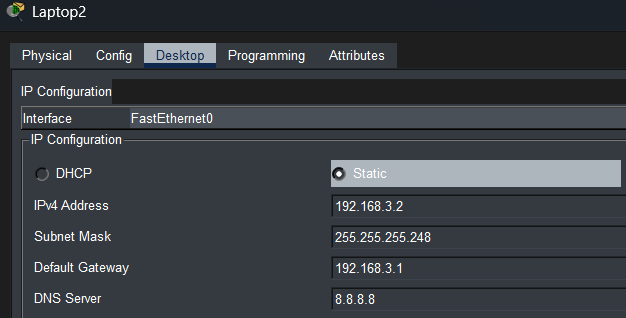 Laptop2
Physical Config Desktop Programming Attributes
IP Configuration
Interface FastEthernet0
IP Configuration
DHCP Static
IPv4 Address 192.168.3.2
Subnet Mask 255.255.255.248
Default Gateway 192.168.3.1
DNS Server 8.8.8.8